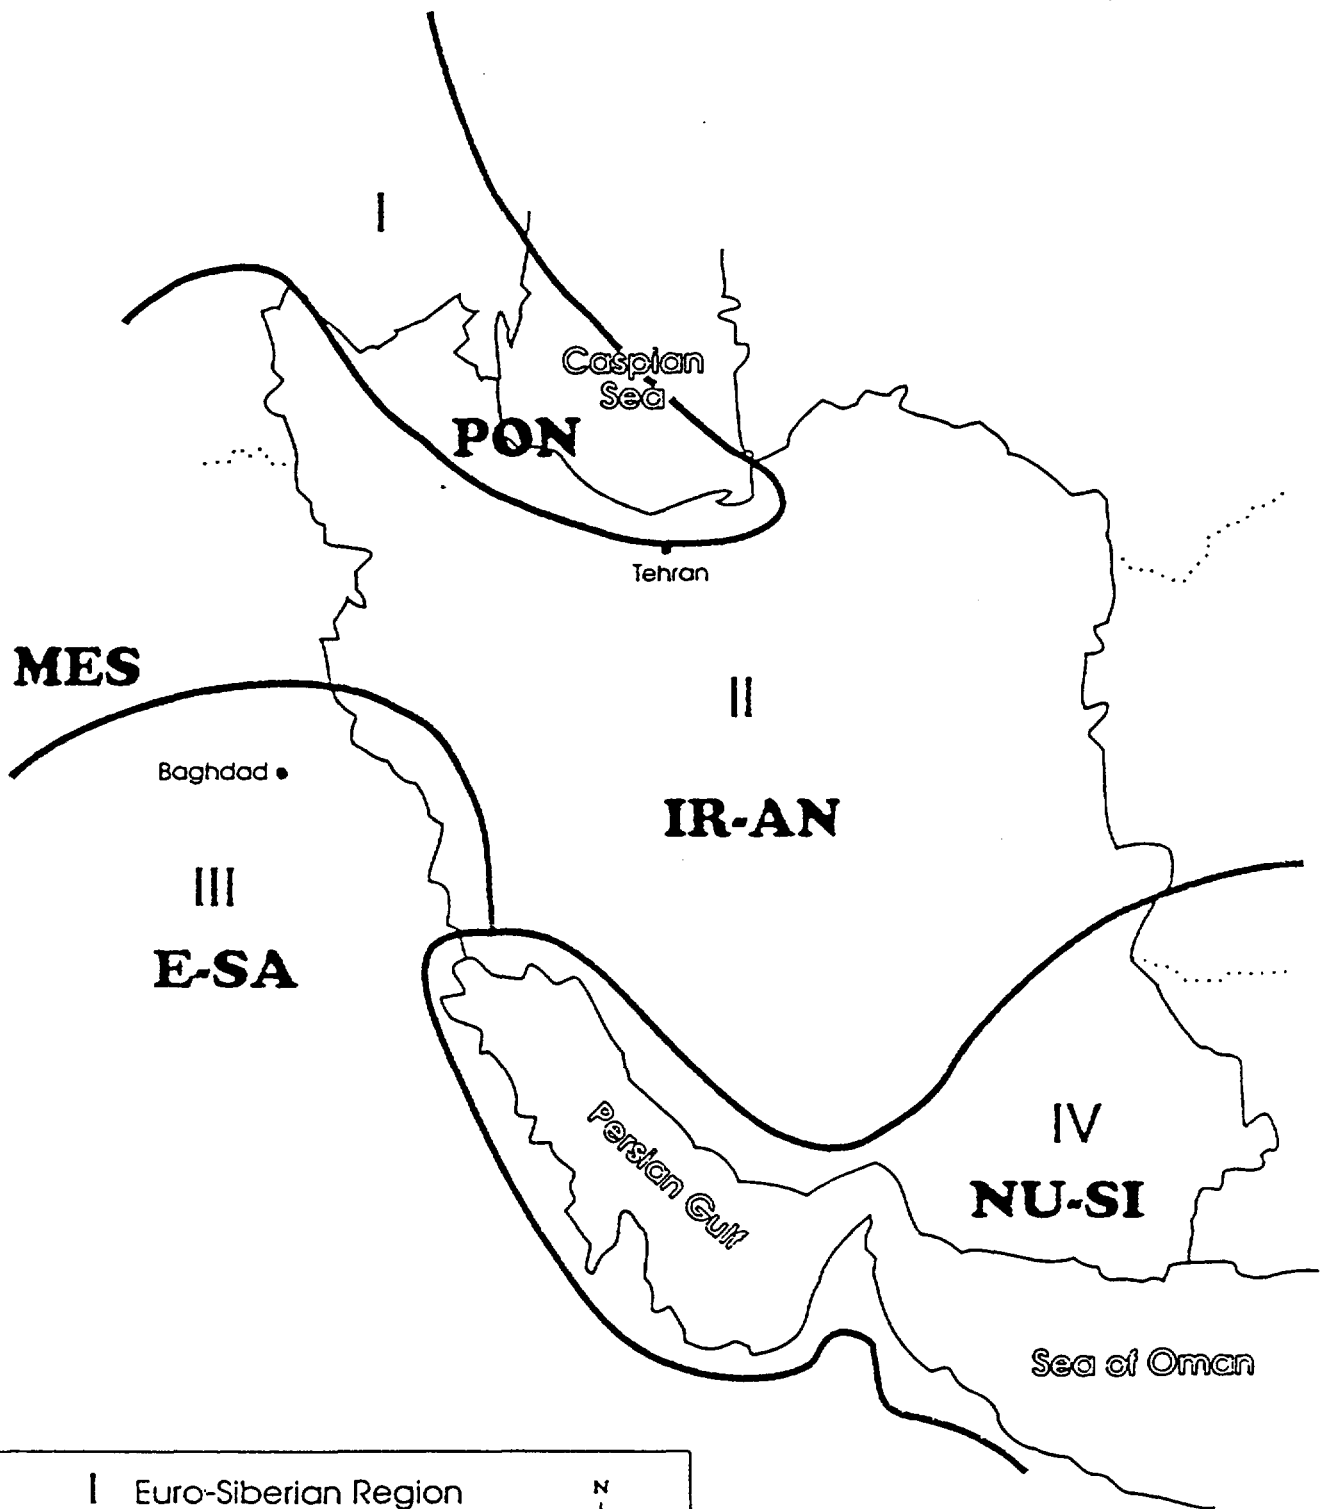 I
Caspian
Sea
PON
Tehran
MES
II
Baghdad
IR-AN
III
E-SA
Persian Gulf
IV
NU-SI
Sea of Oman
I Euro-Siberian Region
N